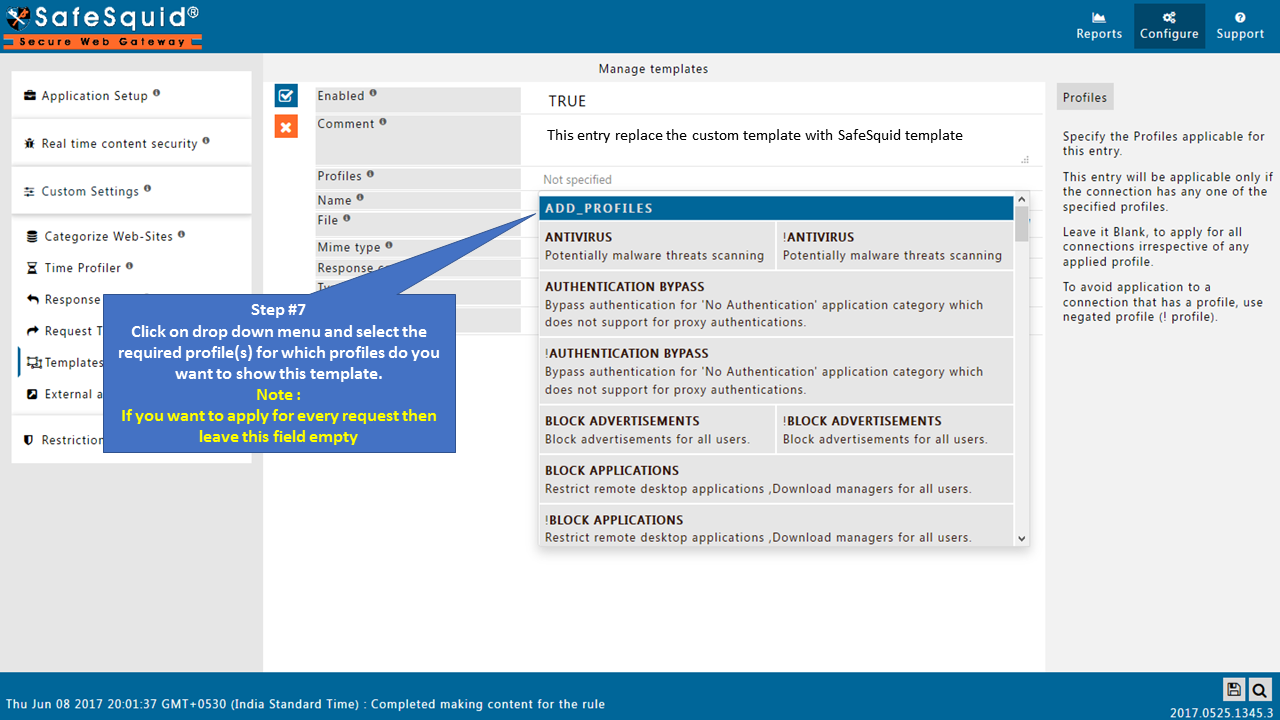 SafeSquid®
Secure Web Gateway
Reports
Configure
Support
Application Setup
Real time content security
Custom Settings
Categorize Web-Sites
Time Profiler
Response
Request T
Templates
External a
Restriction
Manage templates
Enabled
TRUE
Comment
This entry replace the custom template with SafeSquid template
Profiles
Not specified
Name
File
Mime type
Response
ADD_PROFILES
ANTIVIRUS
Potentially malware threats scanning
!ANTIVIRUS
Potentially malware threats scanning
AUTHENTICATION BYPASS
Bypass authentication for 'No Authentication' application category which
does not support for proxy authentications.
!AUTHENTICATION BYPASS
Bypass authentication for 'No Authentication' application category which
does not support for proxy authentications.
BLOCK ADVERTISEMENTS
Block advertisements for all users.
!BLOCK ADVERTISEMENTS
Block advertisements for all users.
BLOCK APPLICATIONS
Restrict remote desktop applications ,Download managers for all users.
!BLOCK APPLICATIONS
Restrict remote desktop applications ,Download managers for all users.
Step #7
Click on drop down menu and select the
required profile(s) for which profiles do you
want to show this template.
Note :
If you want to apply for every request then
leave this field empty
Profiles
Specify the Profiles applicable for
this entry.
This entry will be applicable only if
the connection has any one of the
specified profiles.
Leave it Blank, to apply for all
connections irrespective of any
applied profile.
To avoid application to a
connection that has a profile, use
negated profile (! profile).
Thu Jun 08 2017 20:01:37 GMT+0530 (India Standard Time) : Completed making content for the rule
2017.0525.1345.3